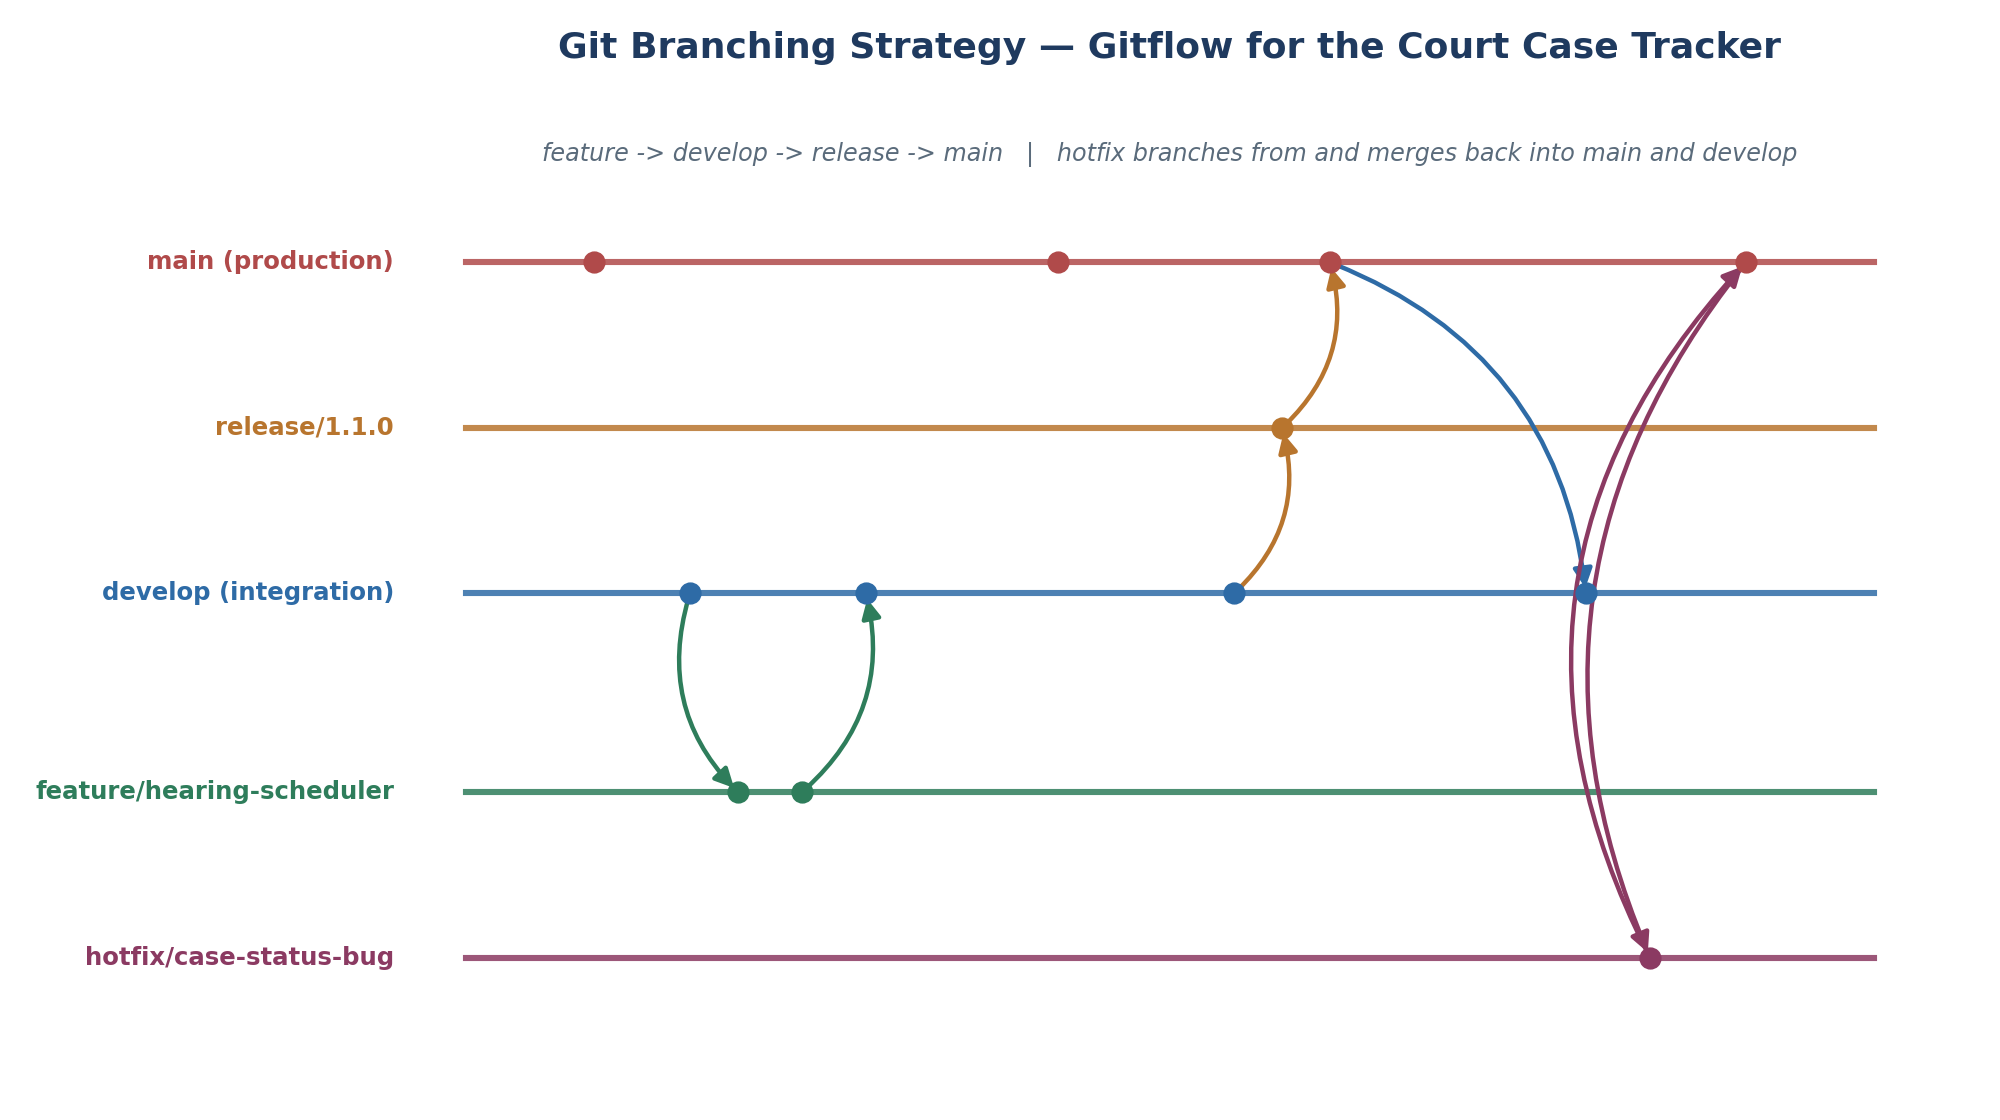 Git Branching Strategy — Gitflow for the Court Case Tracker
feature -> develop -> release -> main | hotfix branches from and merges back into main and develop
main (production)
release/1.1.0
develop (integration)
feature/hearing-scheduler
hotfix/case-status-bug